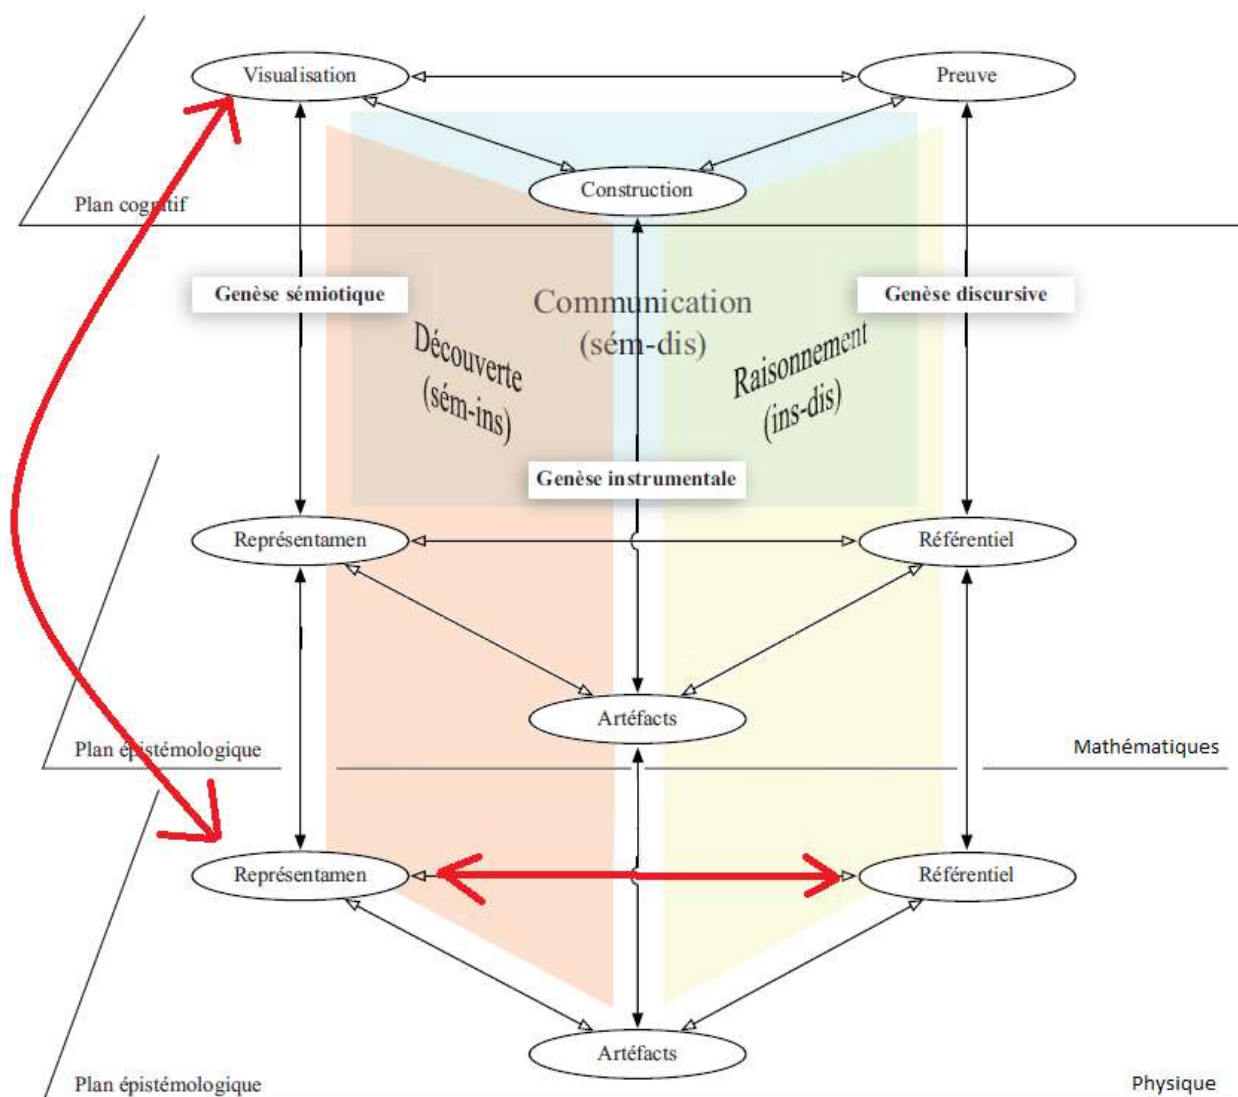 Visualisation
Preuve
Construction
Plan cognitif
Genèse sémiotique
Genèse discursive
Communication
(sém-dis)
Découverte
(sém-ins)
Raisonnement
(ins-dis)
Genèse instrumentale
Représentamen
Référentiel
Artéfacts
Plan épistémologique
Mathématiques
Représentamen
Référentiel
Artéfacts
Plan épistémologique
Physique